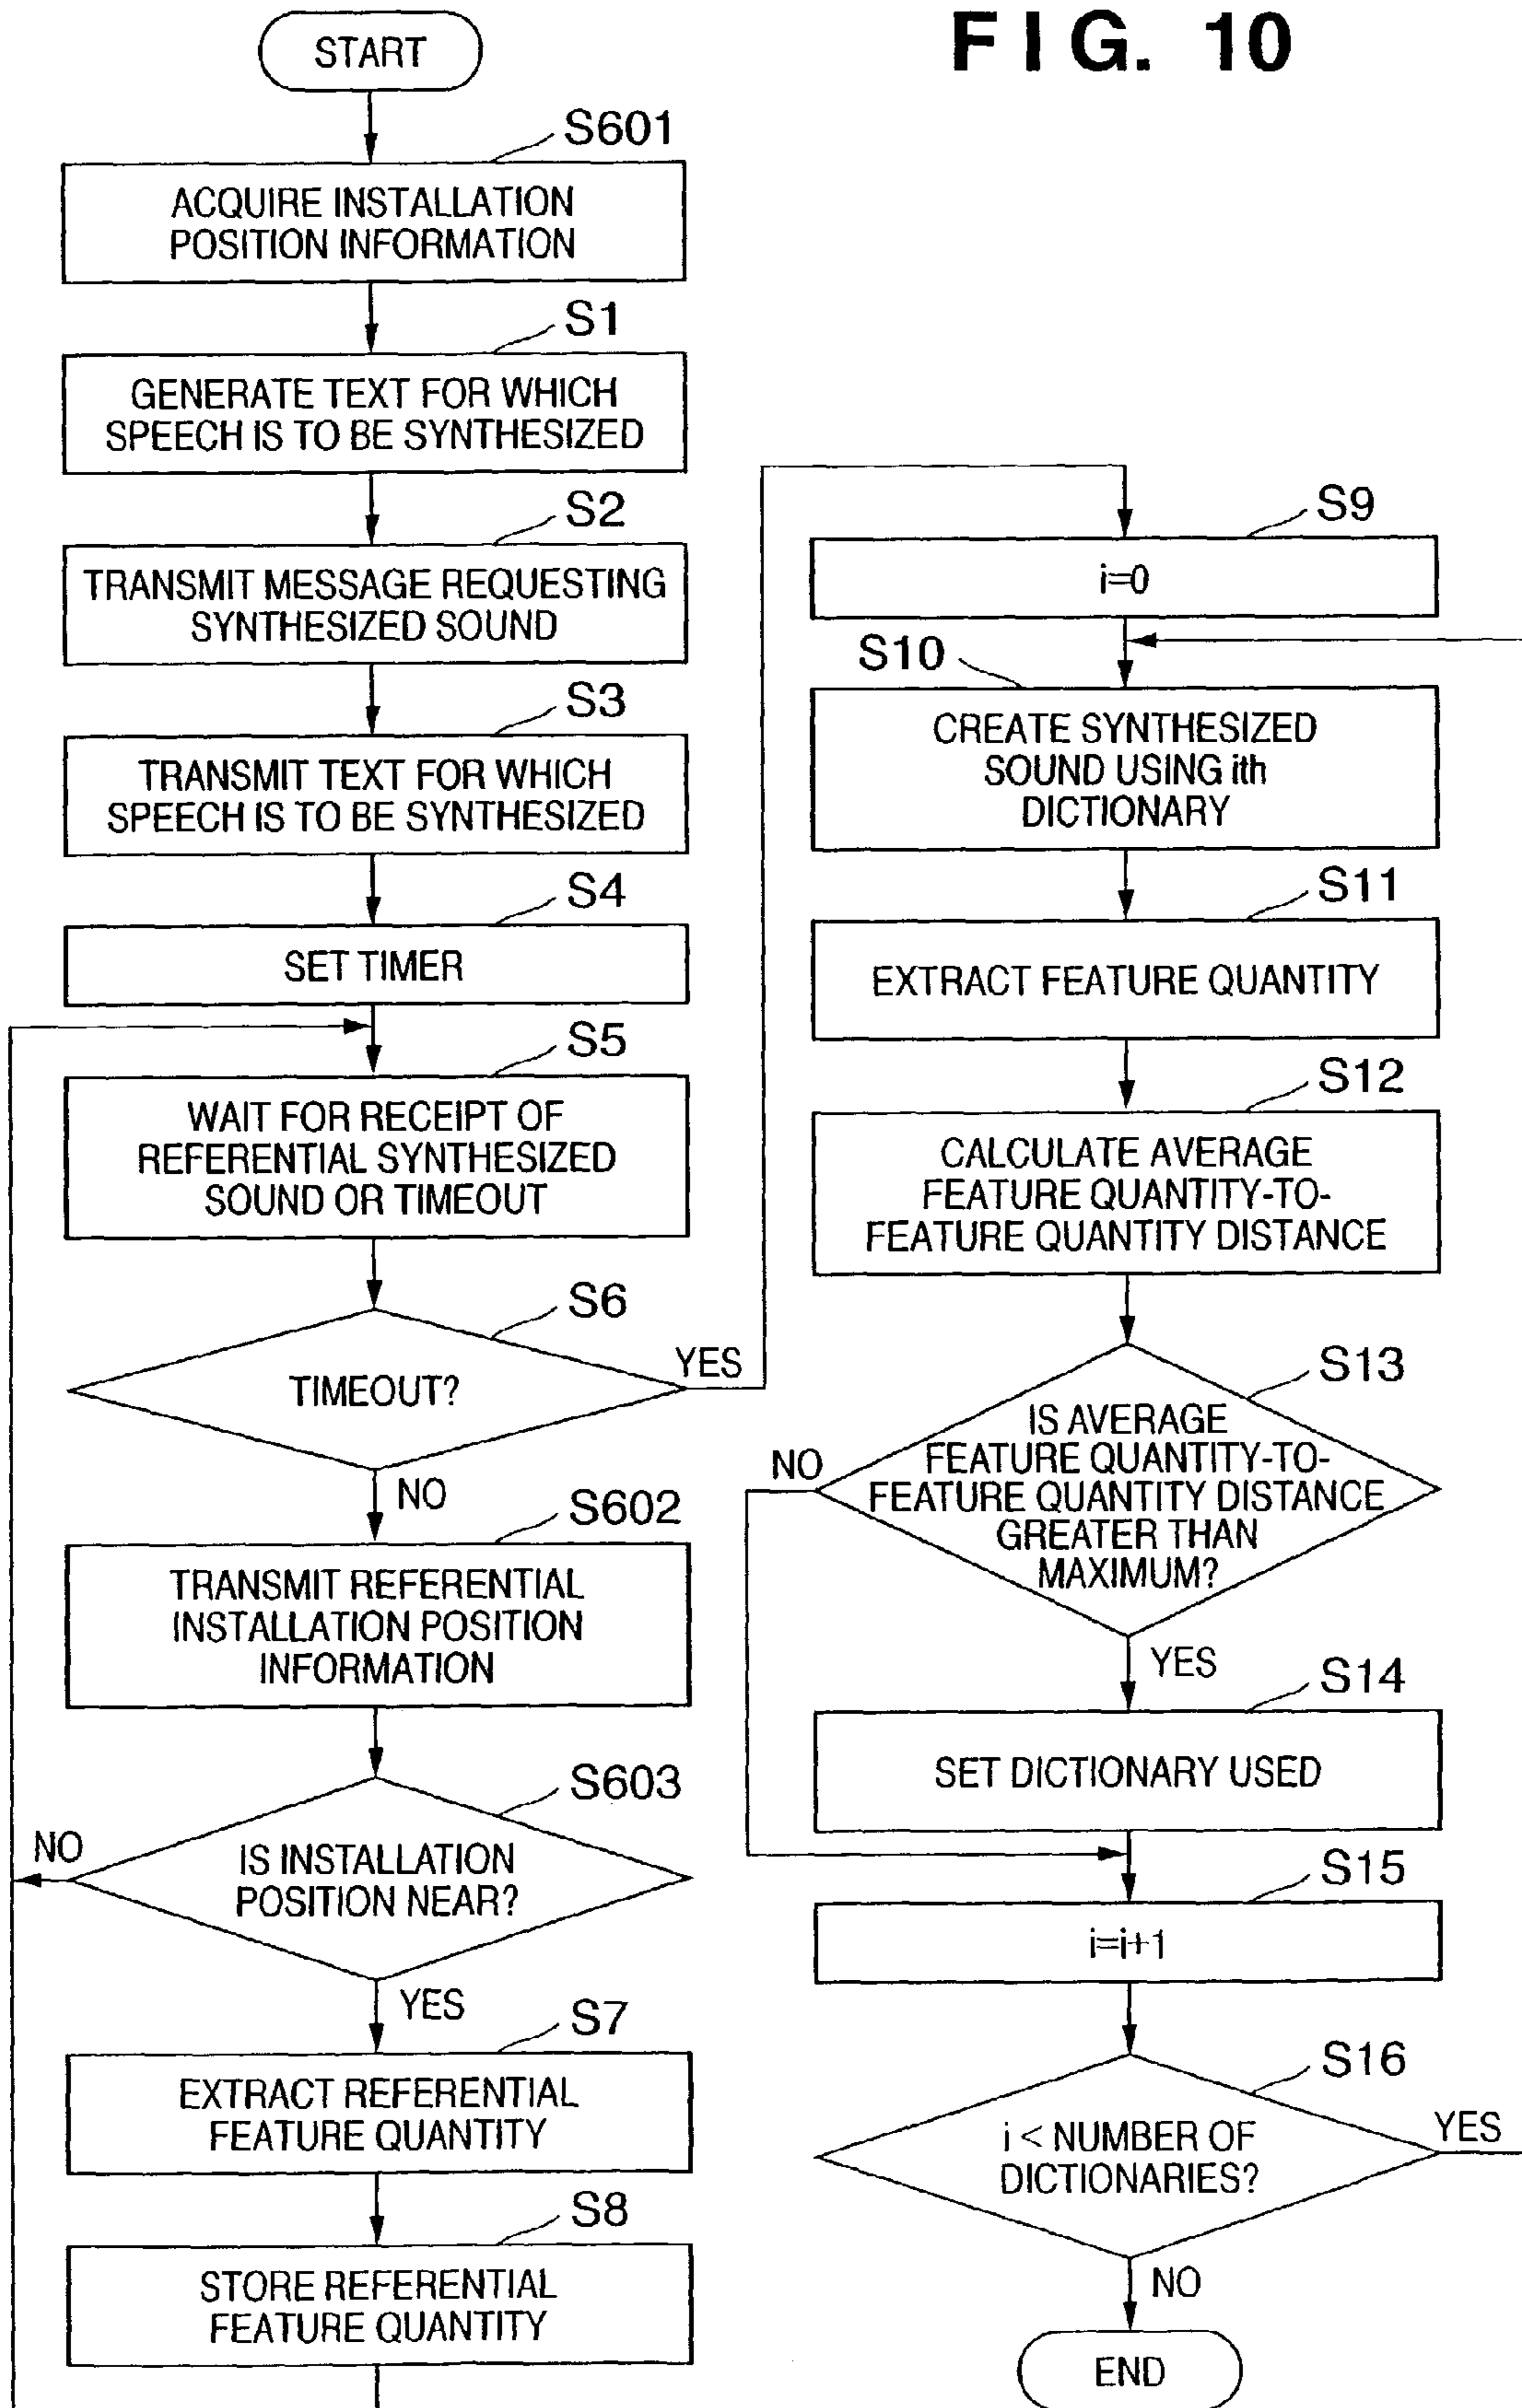 FIG. 10
START
S601
ACQUIRE INSTALLATION
POSITION INFORMATION
S1
GENERATE TEXT FOR WHICH
SPEECH IS TO BE SYNTHESIZED
S2
TRANSMIT MESSAGE REQUESTING
SYNTHESIZED SOUND
S3
TRANSMIT TEXT FOR WHICH
SPEECH IS TO BE SYNTHESIZED
S4
SET TIMER
S5
WAIT FOR RECEIPT OF
REFERENTIAL SYNTHESIZED
SOUND OR TIMEOUT
S6
TIMEOUT?
YES
NO
S602
TRANSMIT REFERENTIAL
INSTALLATION POSITION
INFORMATION
S603
IS INSTALLATION
POSITION NEAR?
NO
YES
S7
EXTRACT REFERENTIAL
FEATURE QUANTITY
S8
STORE REFERENTIAL
FEATURE QUANTITY
S9
i=0
S10
CREATE SYNTHESIZED
SOUND USING ith
DICTIONARY
S11
EXTRACT FEATURE QUANTITY
S12
CALCULATE AVERAGE
FEATURE QUANTITY-TO-
FEATURE QUANTITY DISTANCE
S13
IS AVERAGE
FEATURE QUANTITY-TO-
FEATURE QUANTITY DISTANCE
GREATER THAN
MAXIMUM?
NO
YES
S14
SET DICTIONARY USED
S15
i=i+1
S16
i < NUMBER OF
DICTIONARIES?
YES
NO
END